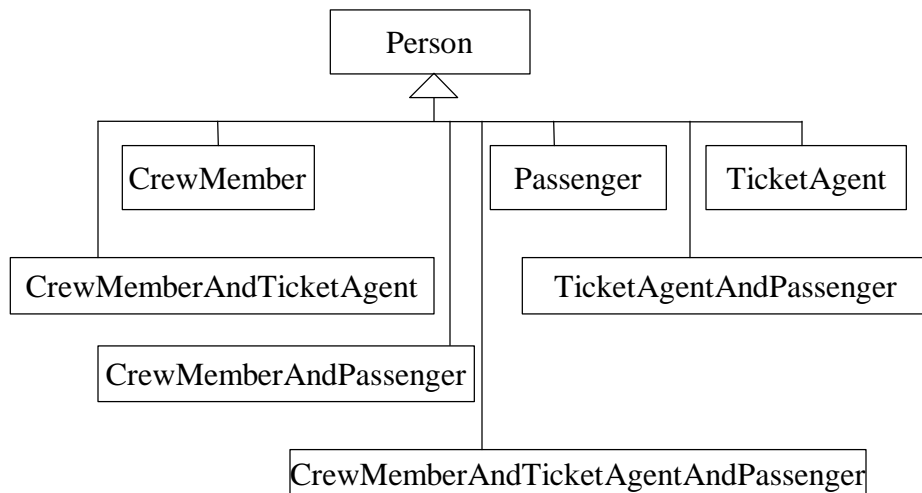 Person
CrewMember
Passenger
TicketAgent
CrewMemberAndTicketAgent
TicketAgentAndPassenger
CrewMemberAndPassenger
CrewMemberAndTicketAgentAndPassenger